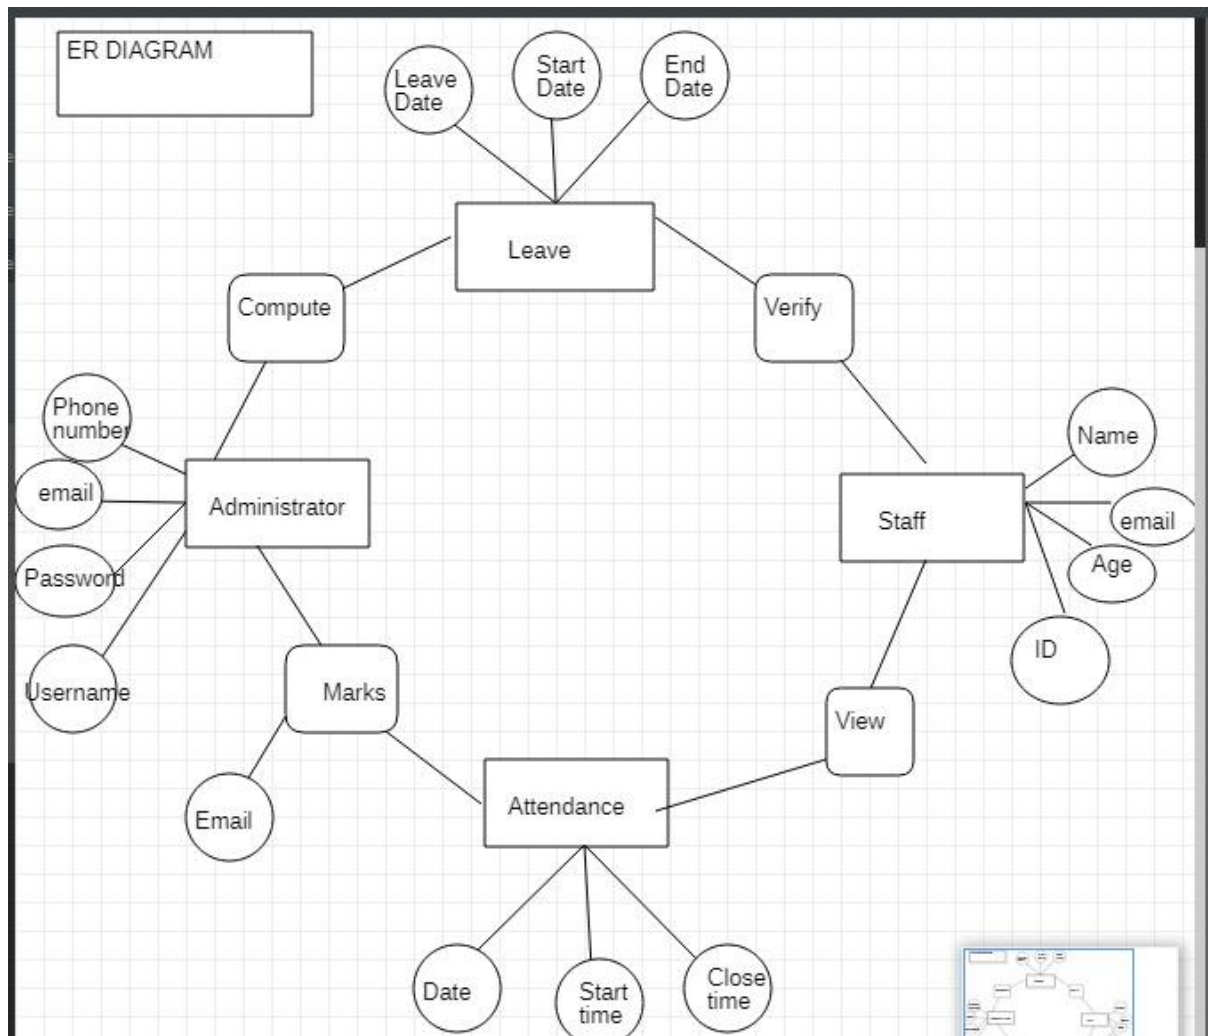 ER DIAGRAM
Leave
Date
Start
Date
End
Date
Leave
Compute
Verify
Phone
number
email
Administrator
Password
Username
Name
Staff
email
Age
ID
Marks
View
Email
Attendance
Date
Start
time
Close
time